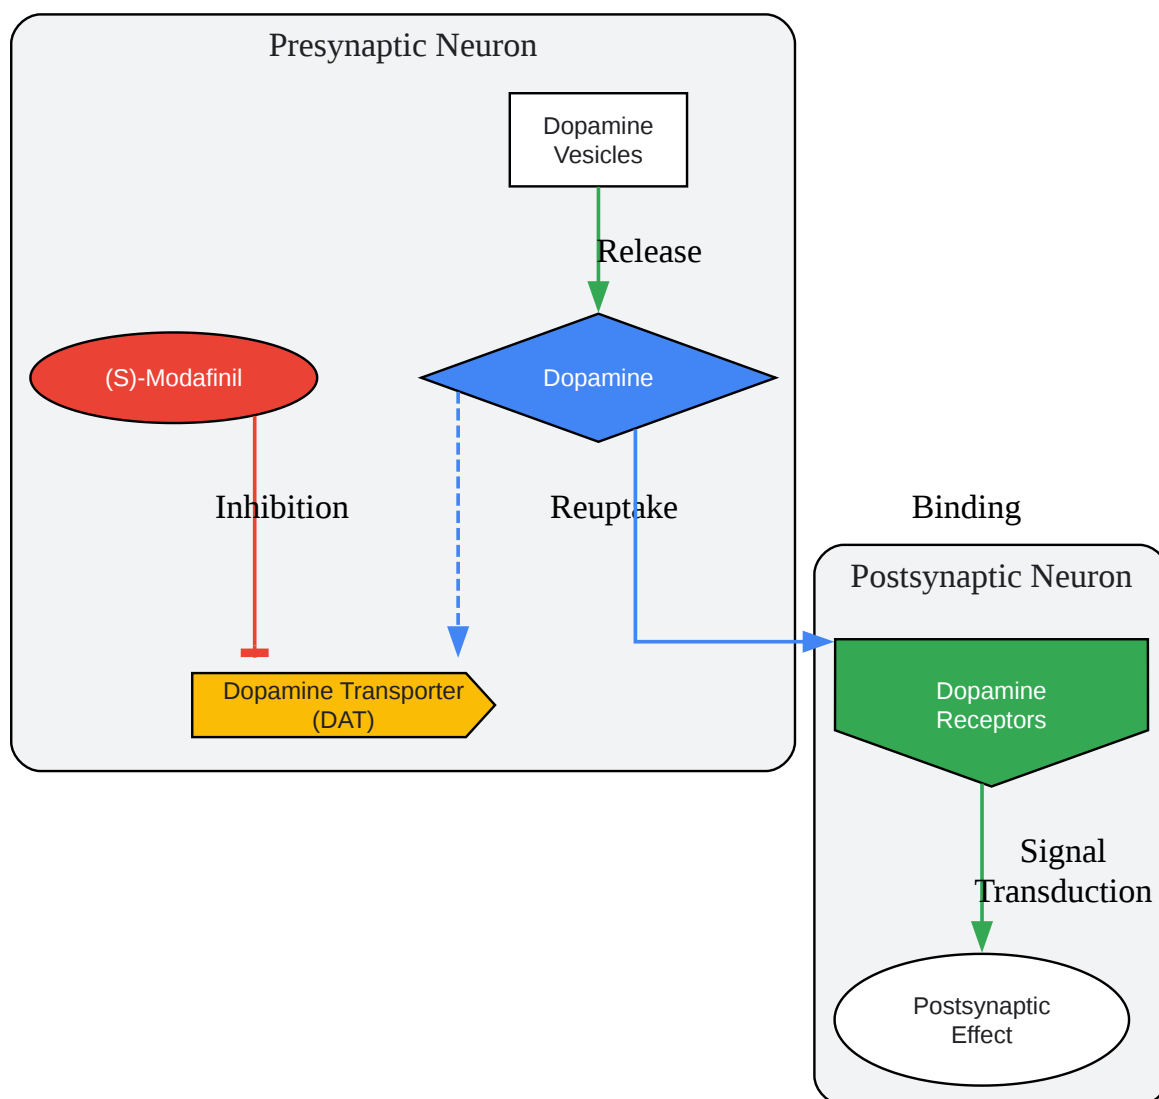 Presynaptic Neuron
Dopamine
Vesicles
Release
(S)-Modafinil
Dopamine
Inhibition
Reuptake
Binding
Postsynaptic Neuron
Dopamine Transporter
(DAT)
Dopamine
Receptors
Signal
Transduction
Postsynaptic
Effect